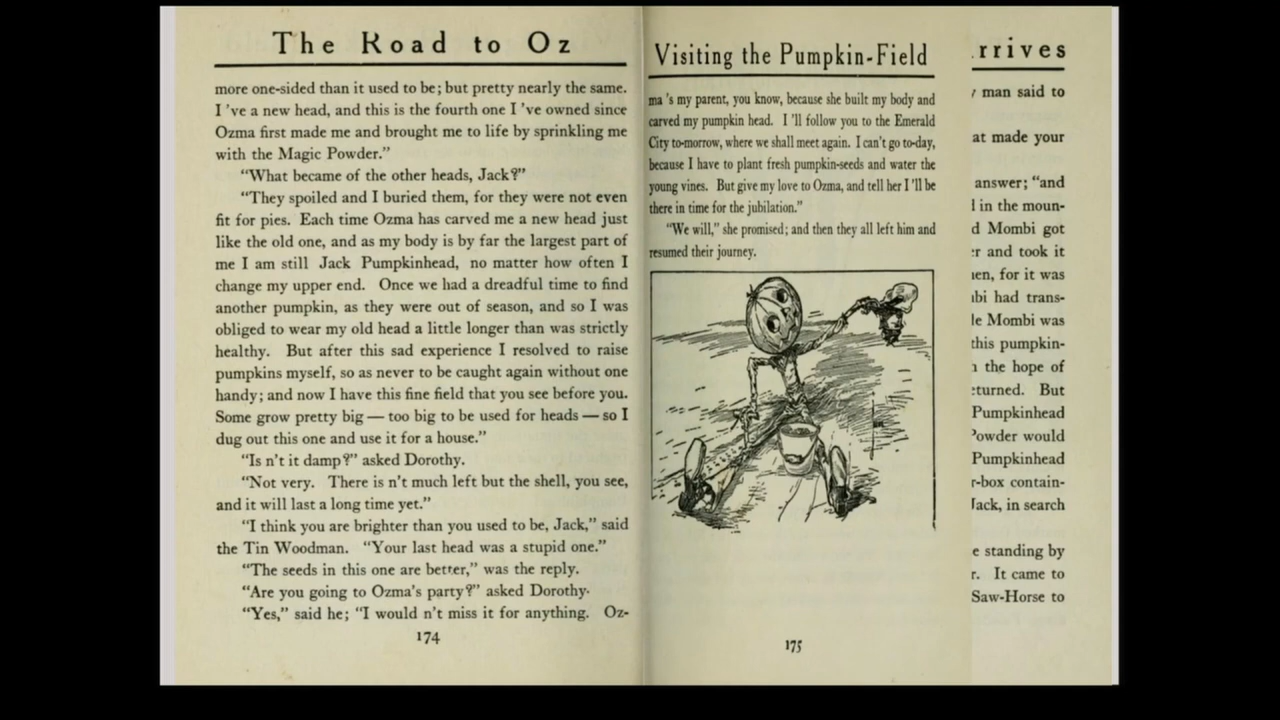 The Road to Oz
more one-sided than it used to be; but pretty nearly the same.
I 've a new head, and this is the fourth one I 've owned since
Ozma first made me and brought me to life by sprinkling me
with the Magic Powder.”
“What became of the other heads, Jack?”
“They spoiled and I buried them, for they were not even
fit for pies. Each time Ozma has carved me a new head just
like the old one, and as my body is by far the largest part of
me I am still Jack Pumpkinhead, no matter how often I
change my upper end. Once we had a dreadful time to find
another pumpkin, as they were out of season, and so I was
obliged to wear my old head a little longer than was strictly
healthy. But after this sad experience I resolved to raise
pumpkins myself, so as never to be caught again without one
handy; and now I have this fine field that you see before you.
Some grow pretty big — too big to be used for heads — so I
dug out this one and use it for a house.”
“Is n't it damp?” asked Dorothy.
“Not very. There is n't much left but the shell, you see,
and it will last a long time yet.”
“I think you are brighter than you used to be, Jack,” said
the Tin Woodman. “Your last head was a stupid one.”
“The seeds in this one are better,” was the reply.
“Are you going to Ozma's party?” asked Dorothy.
“Yes,” said he; “I would n't miss it for anything. Oz-
174
Visiting the Pumpkin-Field
ma 's my parent, you know, because she built my body and
carved my pumpkin head. I 'll follow you to the Emerald
City to-morrow, where we shall meet again. I can't go to-day,
because I have to plant fresh pumpkin-seeds and water the
young vines. But give my love to Ozma, and tell her I 'll be
there in time for the jubilation.”
“We will,” she promised; and then they all left him and
resumed their journey.
175
rrives
man said to
at made your
answer; “and
in the moun-
d Mombi got
er and took it
en, for it was
bi had trans-
le Mombi was
this pumpkin-
the hope of
eturned. But
Pumpkinhead
Powder would
Pumpkinhead
r-box contain-
Jack, in search
e standing by
r. It came to
Saw-Horse to